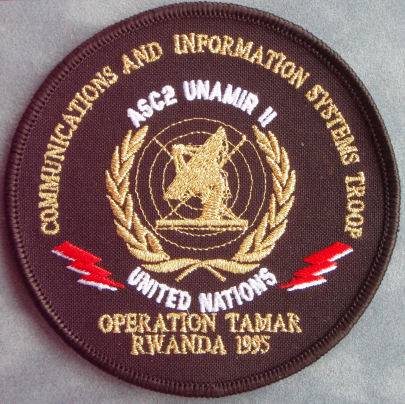 COMMUNICATIONS AND INFORMATION SYSTEMS TROOP
ASC2 UNAMIR II
UNITED NATIONS
OPERATION TAMAR
RWANDA 1995